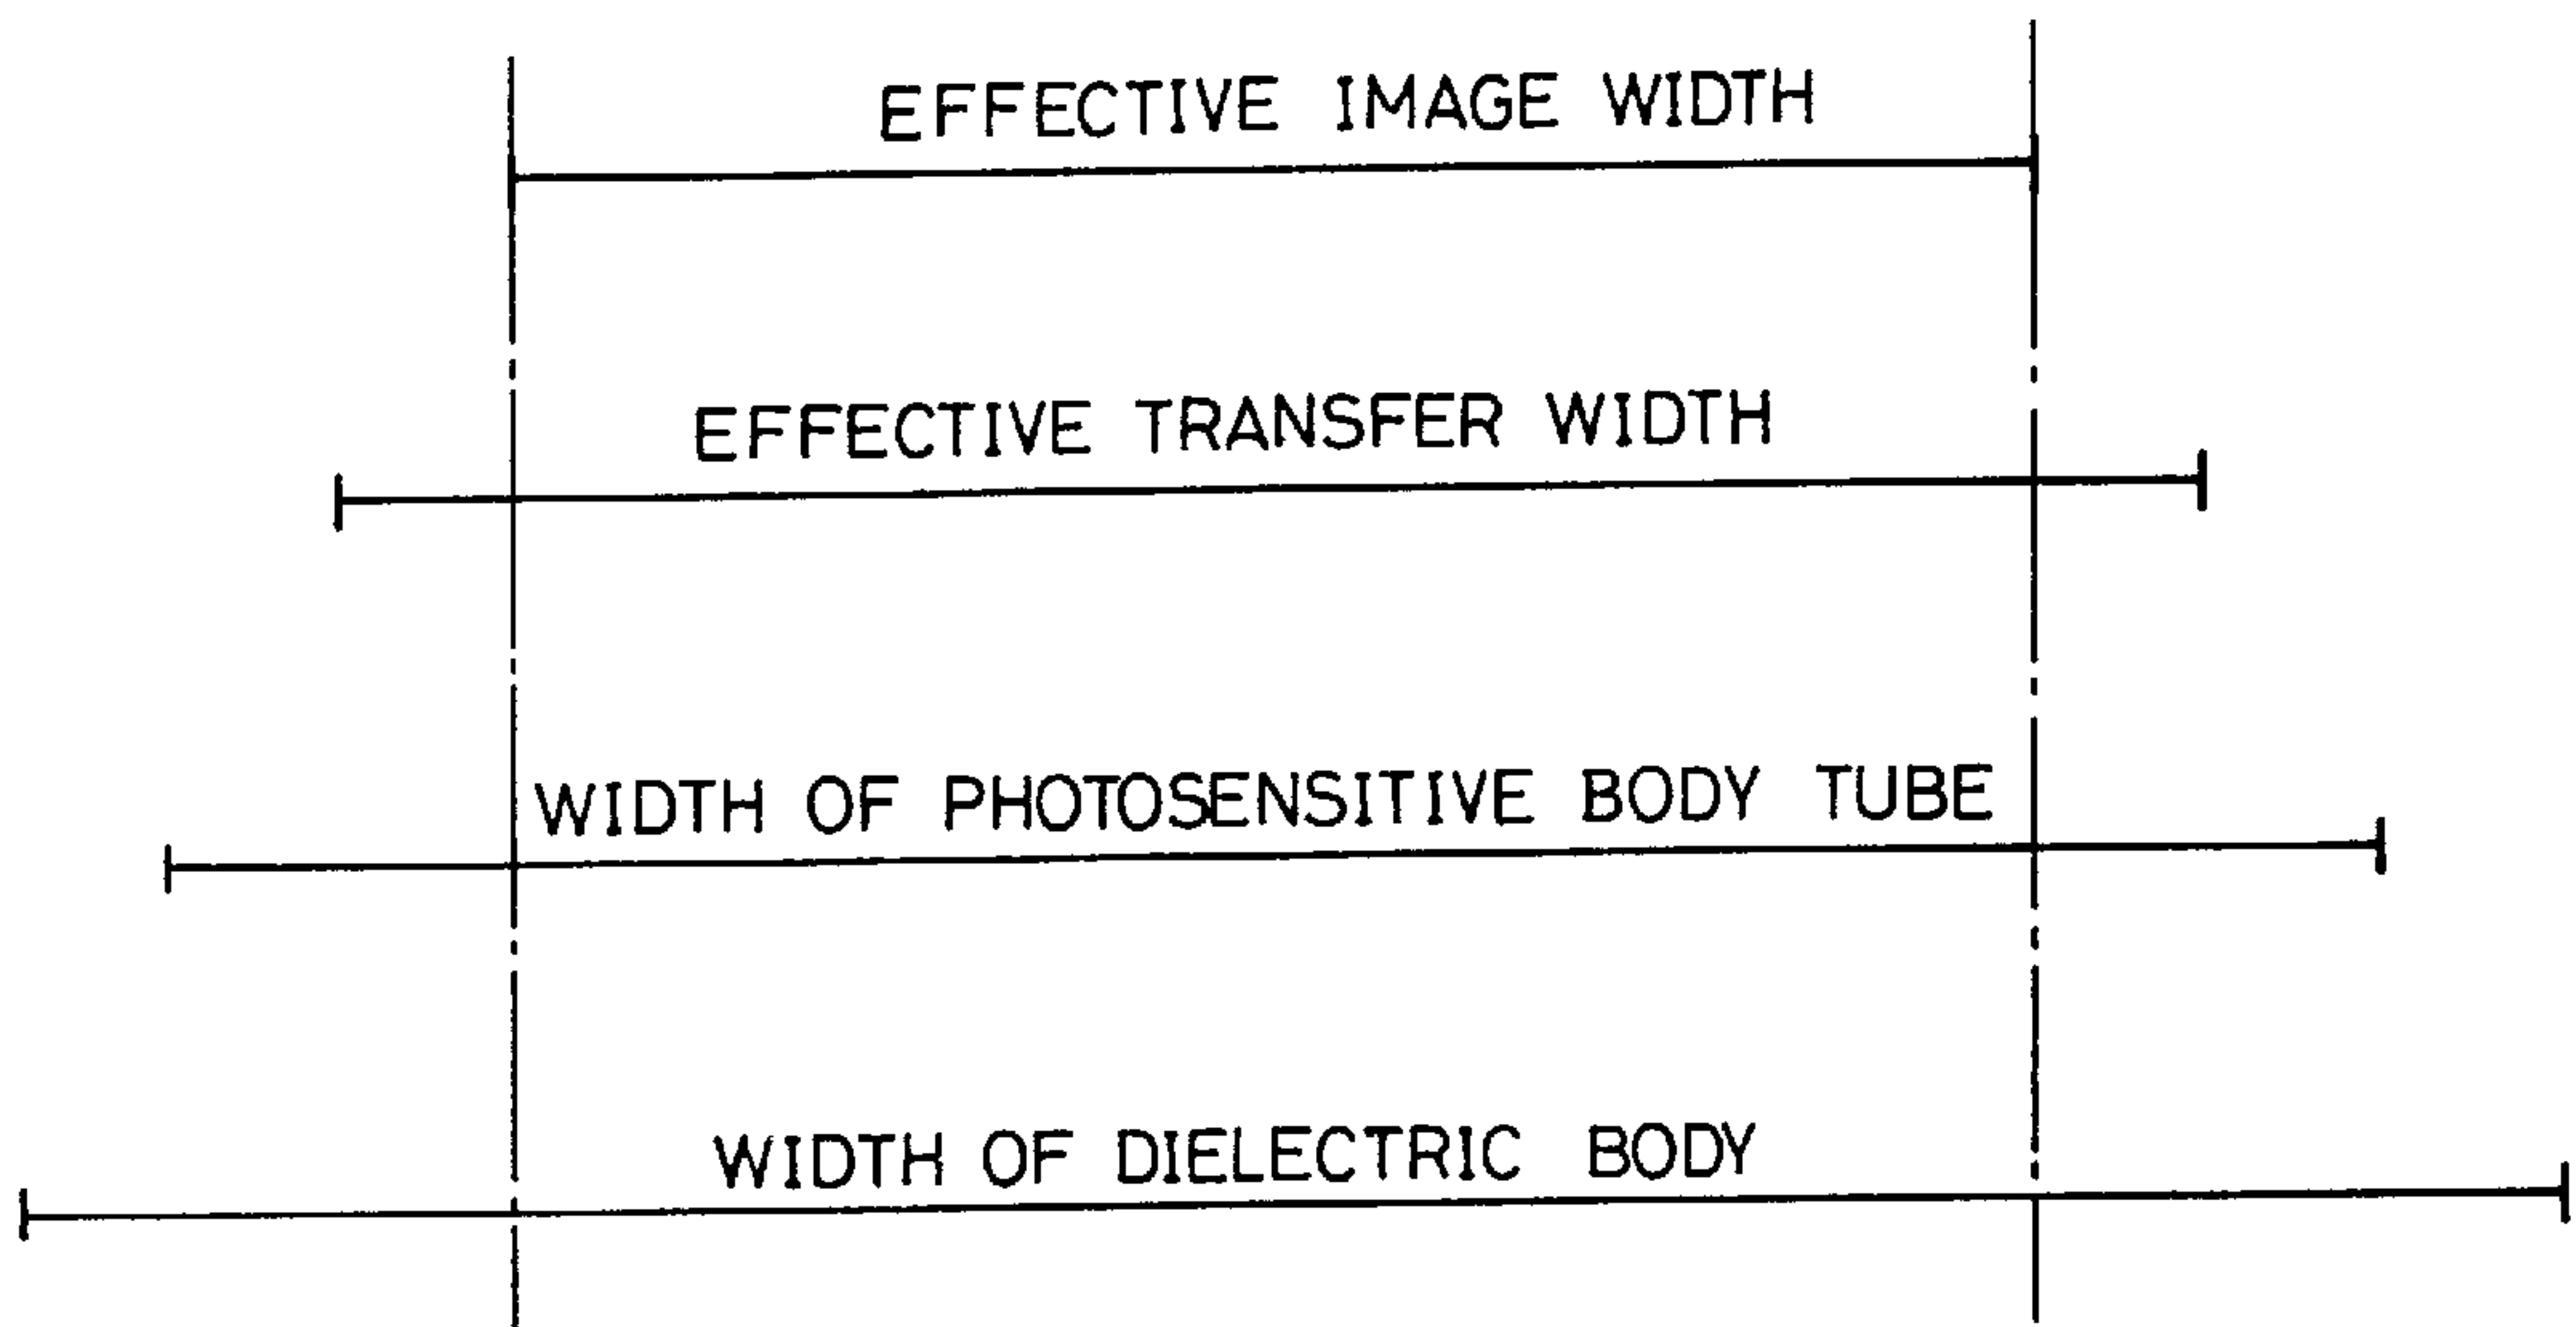 EFFECTIVE IMAGE WIDTH
EFFECTIVE TRANSFER WIDTH
WIDTH OF PHOTOSENSITIVE BODY TUBE
WIDTH OF DIELECTRIC BODY